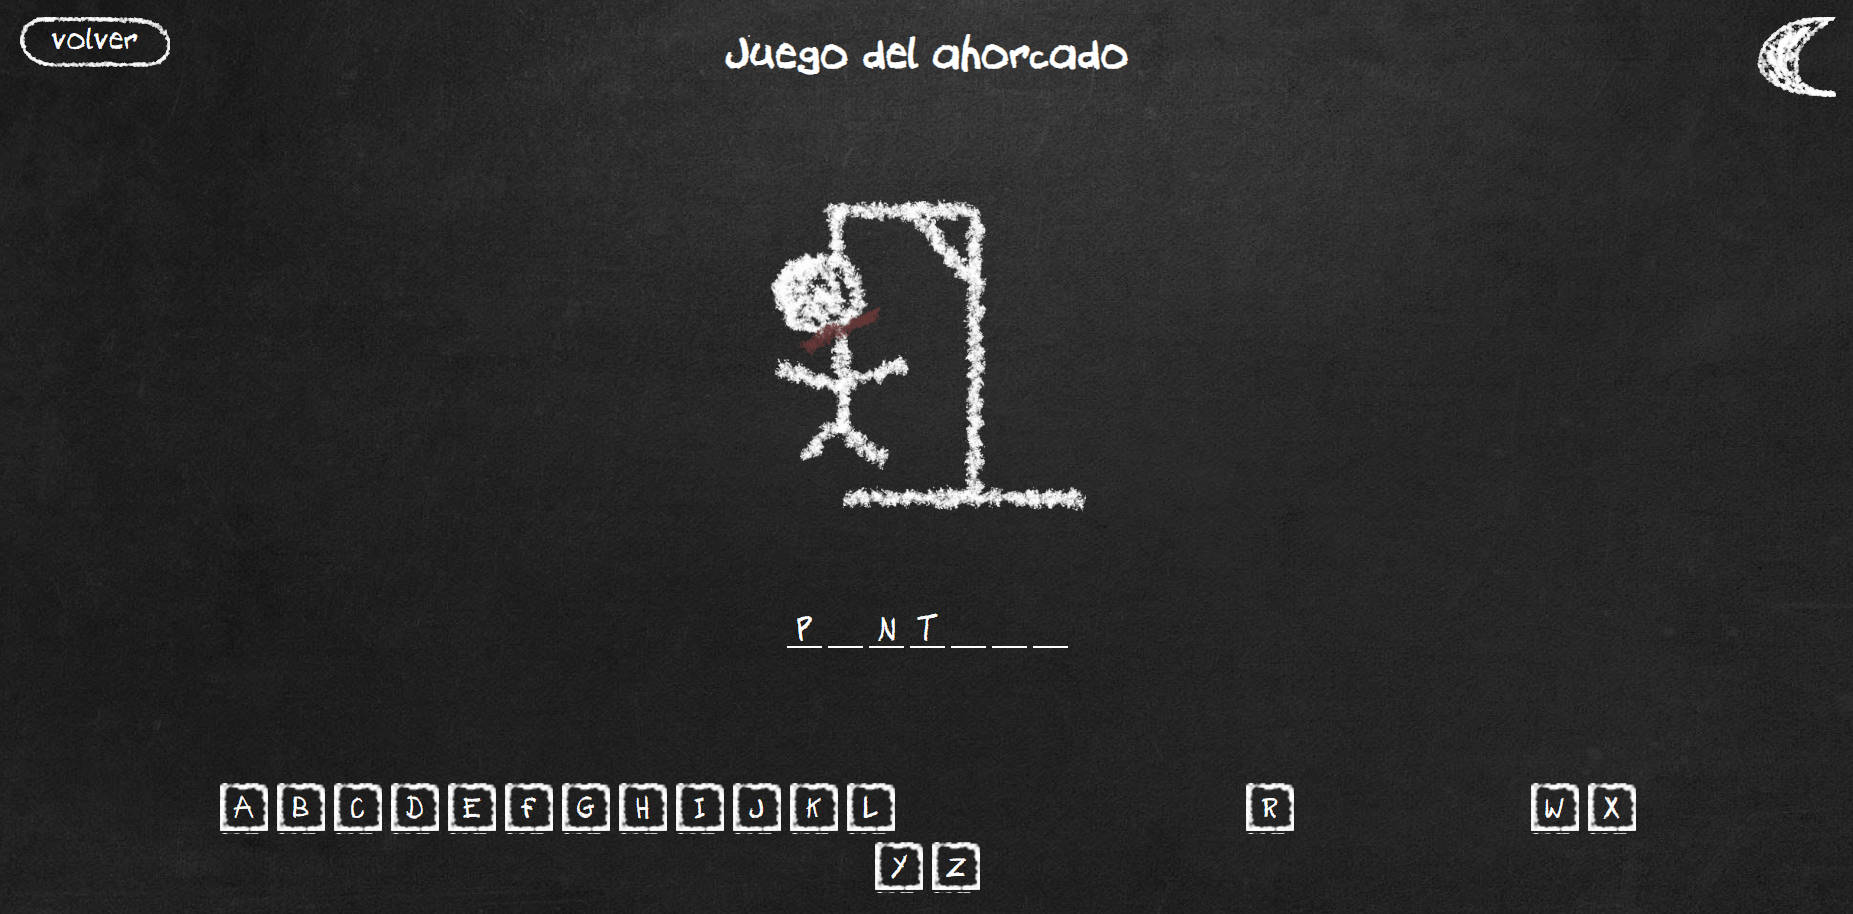 volver
Juego del ahorcado
P _ N T _ _ _
A B C D E F G H I J K L R W X
Y Z